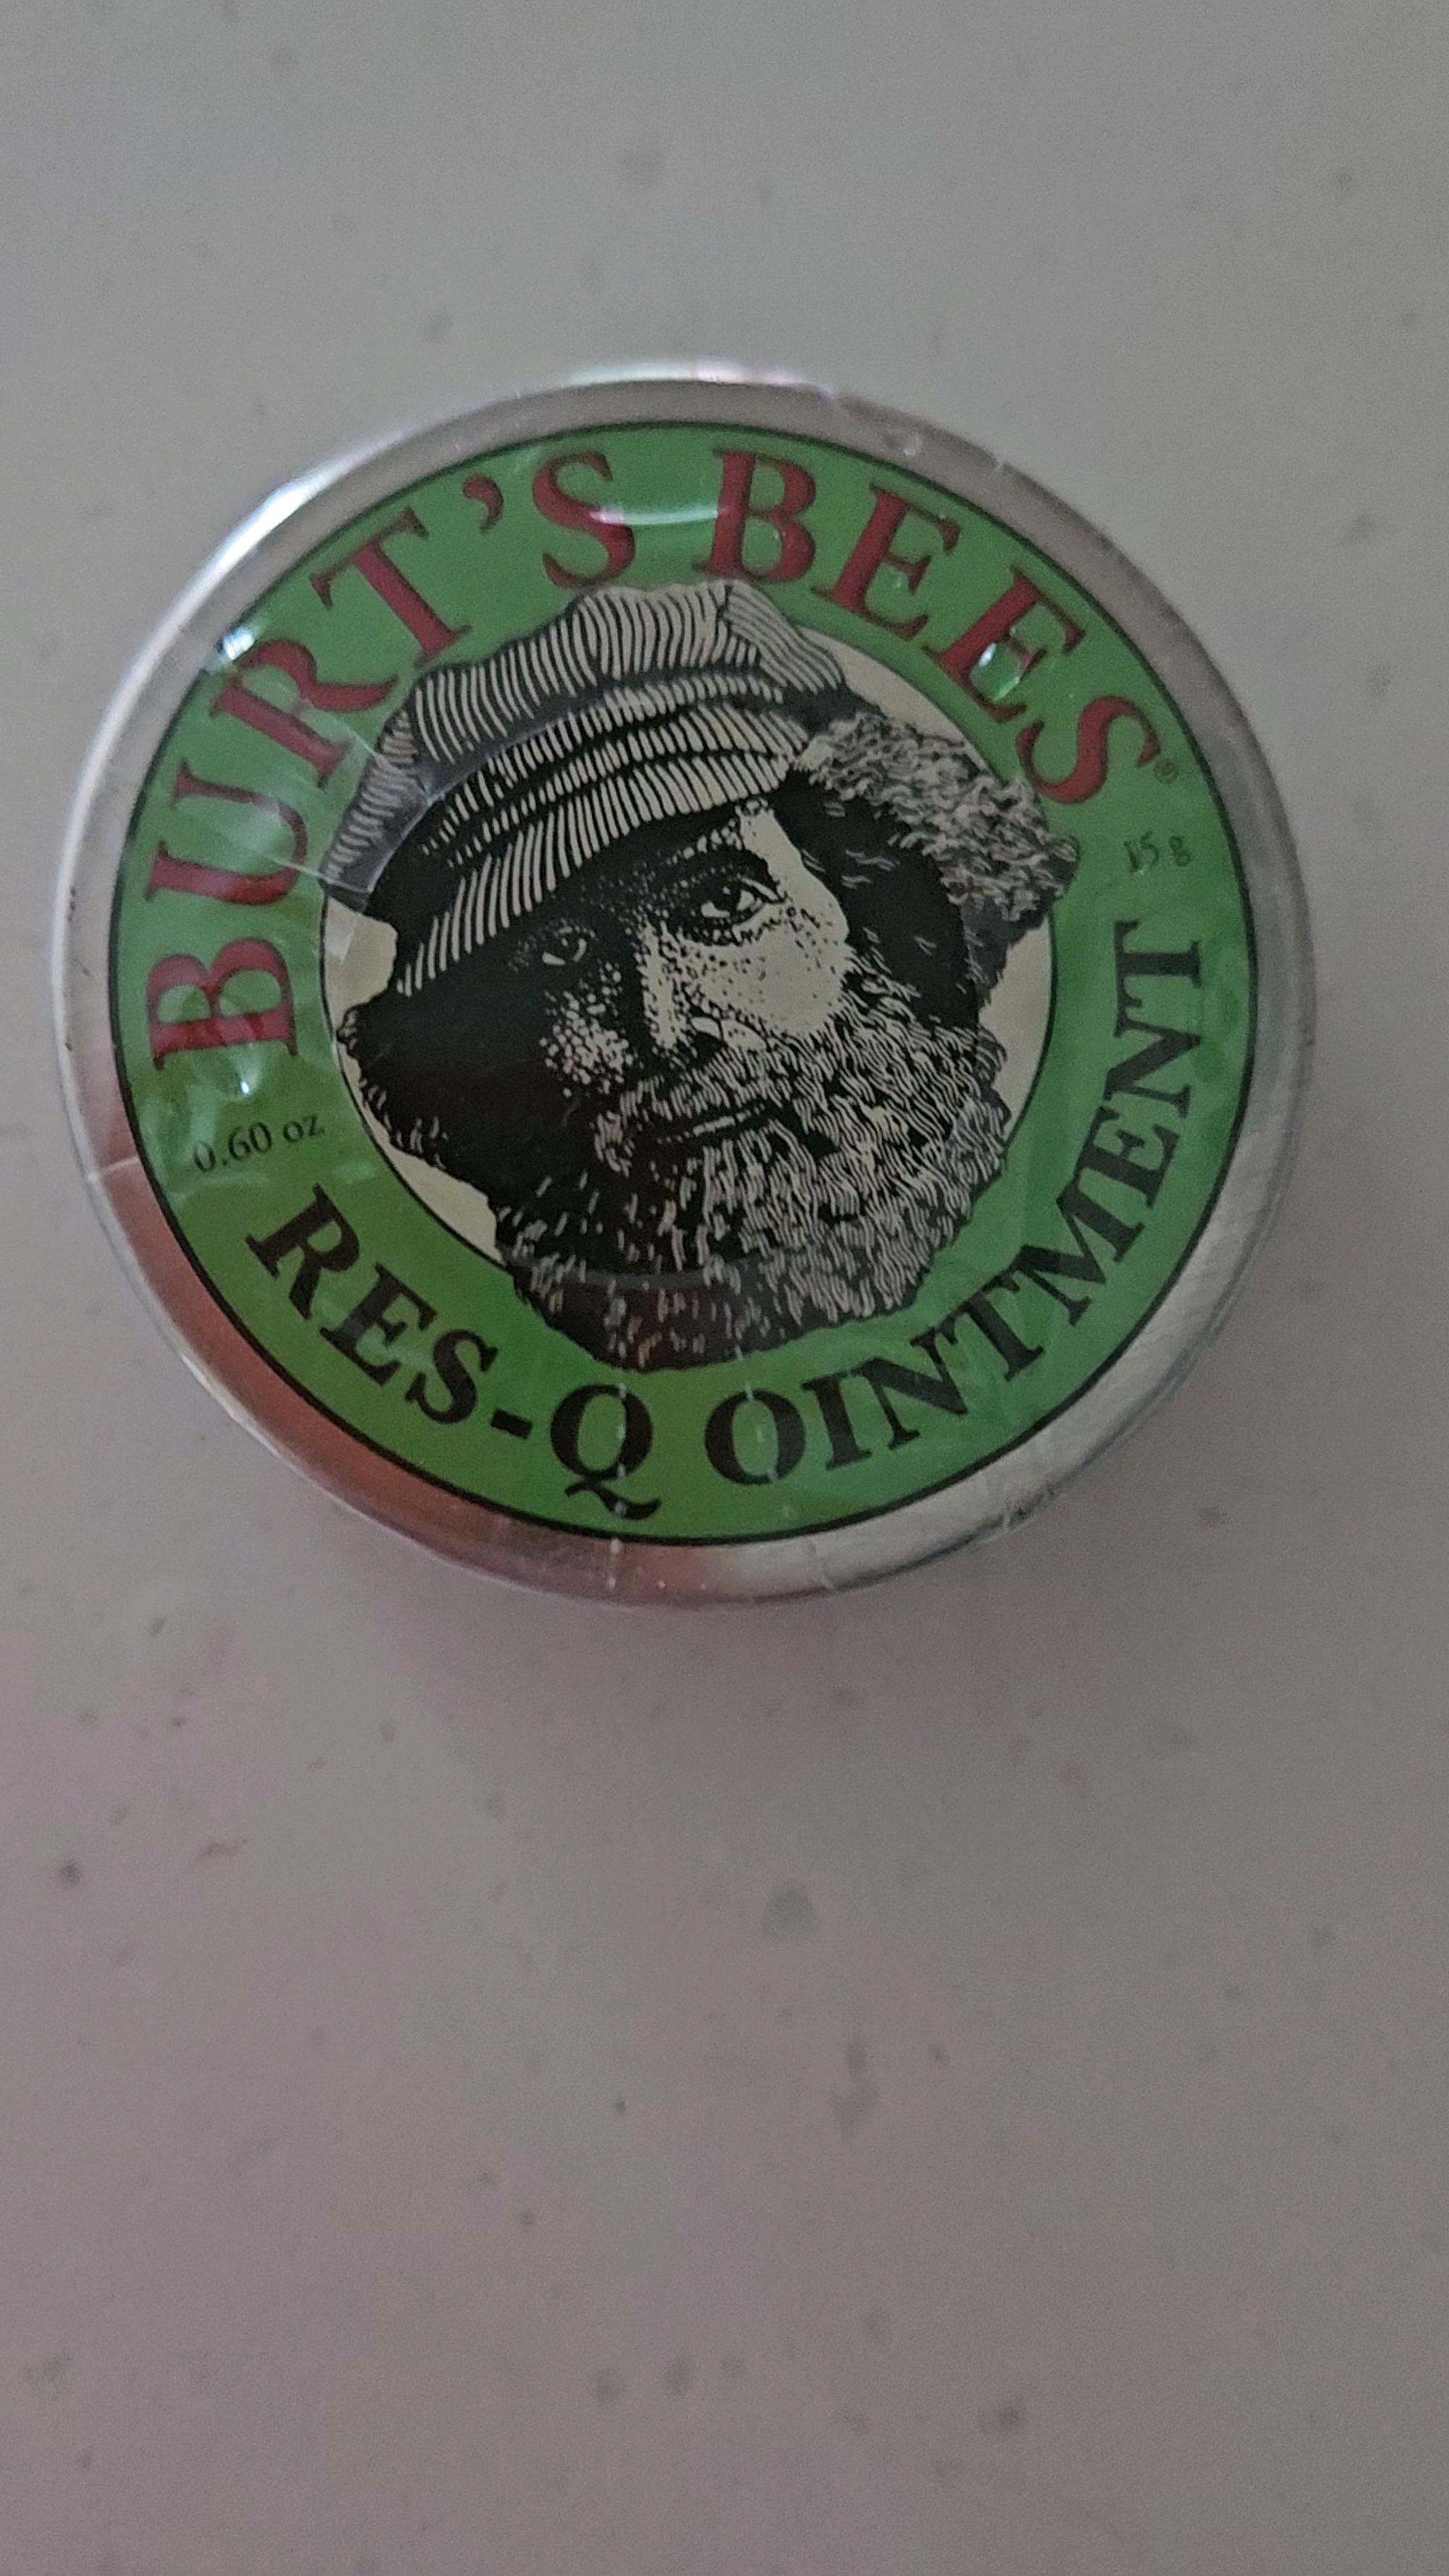 BURT'S BEES®
0.60 oz
15 g
RES-Q OINTMENT